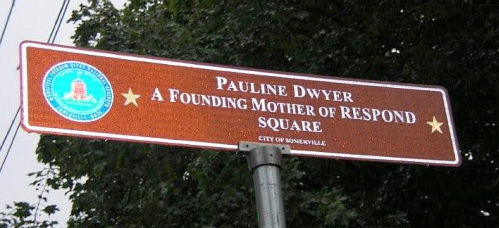 PAULINE DWYER
A FOUNDING MOTHER OF RESPOND
SQUARE
CITY OF SOMERVILLE